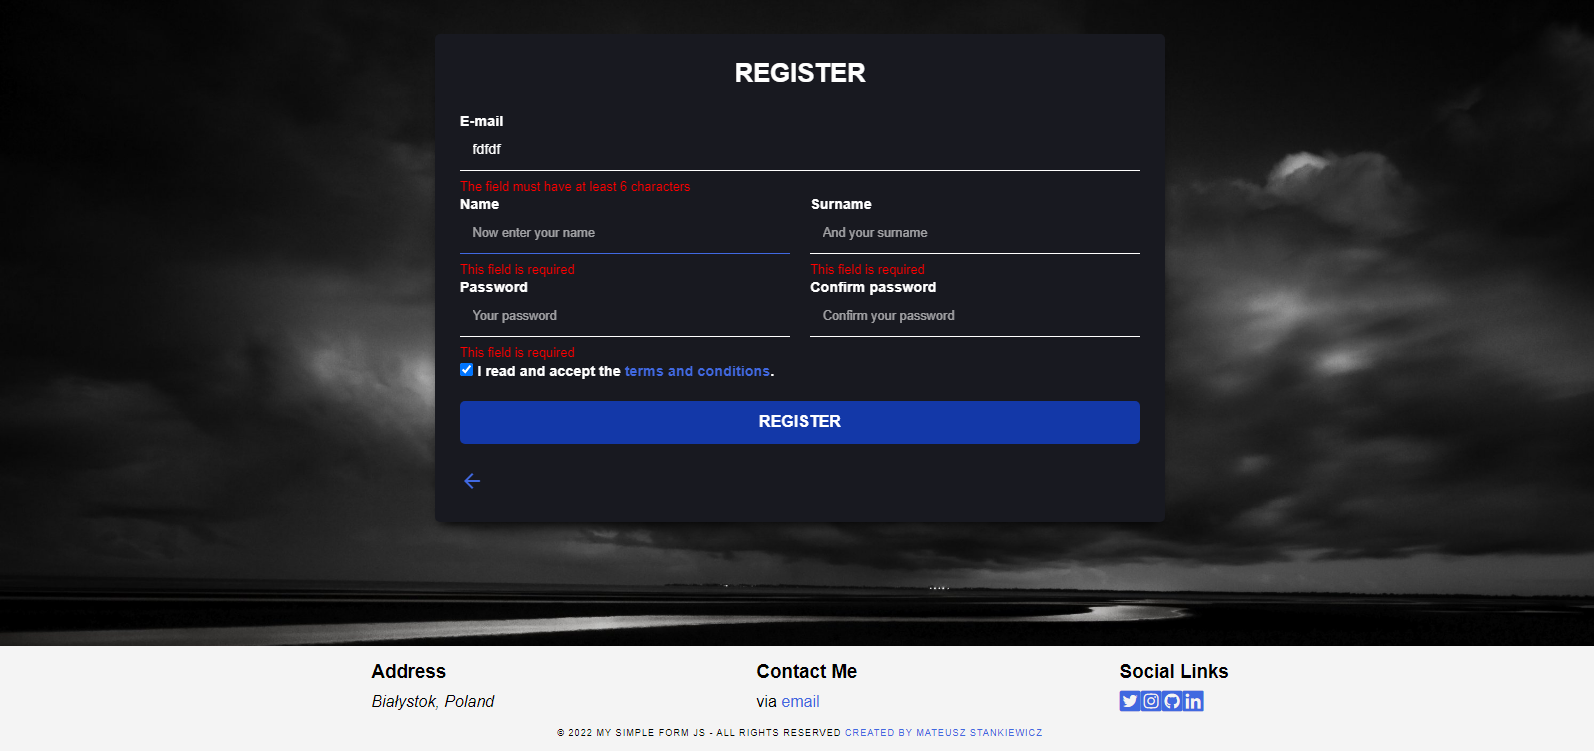 REGISTER
E-mail
fdfdf
The field must have at least 6 characters
Name
Surname
Now enter your name
And your surname
This field is required
This field is required
Password
Confirm password
Your password
Confirm your password
This field is required
I read and accept the terms and conditions.
REGISTER
Address
Contact Me
Social Links
Białystok, Poland
via email
© 2022 MY SIMPLE FORM JS - ALL RIGHTS RESERVED CREATED BY MATEUSZ STANKIEWICZ